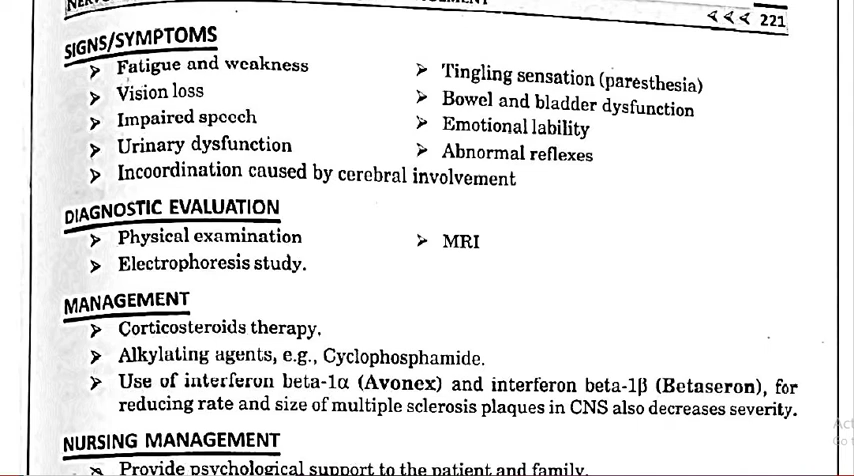 221
SIGNS/SYMPTOMS
➢ Fatigue and weakness
➢ Tingling sensation (paresthesia)
➢ Vision loss
➢ Bowel and bladder dysfunction
➢ Impaired speech
➢ Emotional lability
➢ Urinary dysfunction
➢ Abnormal reflexes
➢ Incoordination caused by cerebral involvement
DIAGNOSTIC EVALUATION
➢ Physical examination
➢ MRI
➢ Electrophoresis study.
MANAGEMENT
➢ Corticosteroids therapy.
➢ Alkylating agents, e.g., Cyclophosphamide.
➢ Use of interferon beta-1α (Avonex) and interferon beta-1β (Betaseron), for
reducing rate and size of multiple sclerosis plaques in CNS also decreases severity.
NURSING MANAGEMENT
➢ Provide psychological support to the patient and family.